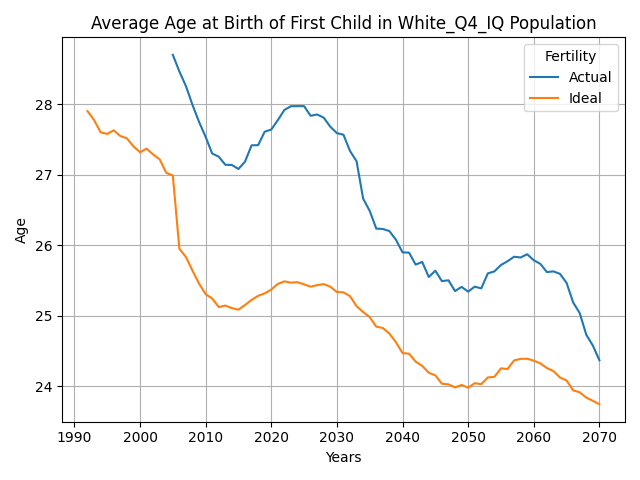 Average Age at Birth of First Child in White_Q4_IQ Population
Fertility
Actual
Ideal
28
27
26
25
24
Age
1990
2000
2010
2020
2030
2040
2050
2060
2070
Years